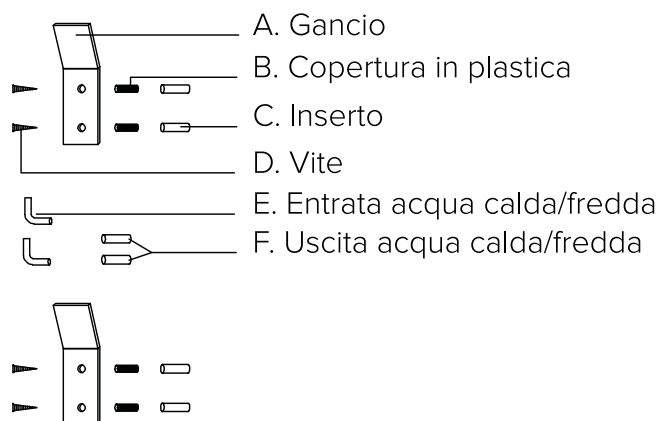 A. Gancio
B. Copertura in plastica
C. Inserto
D. Vite
E. Entrata acqua calda/fredda
F. Uscita acqua calda/fredda